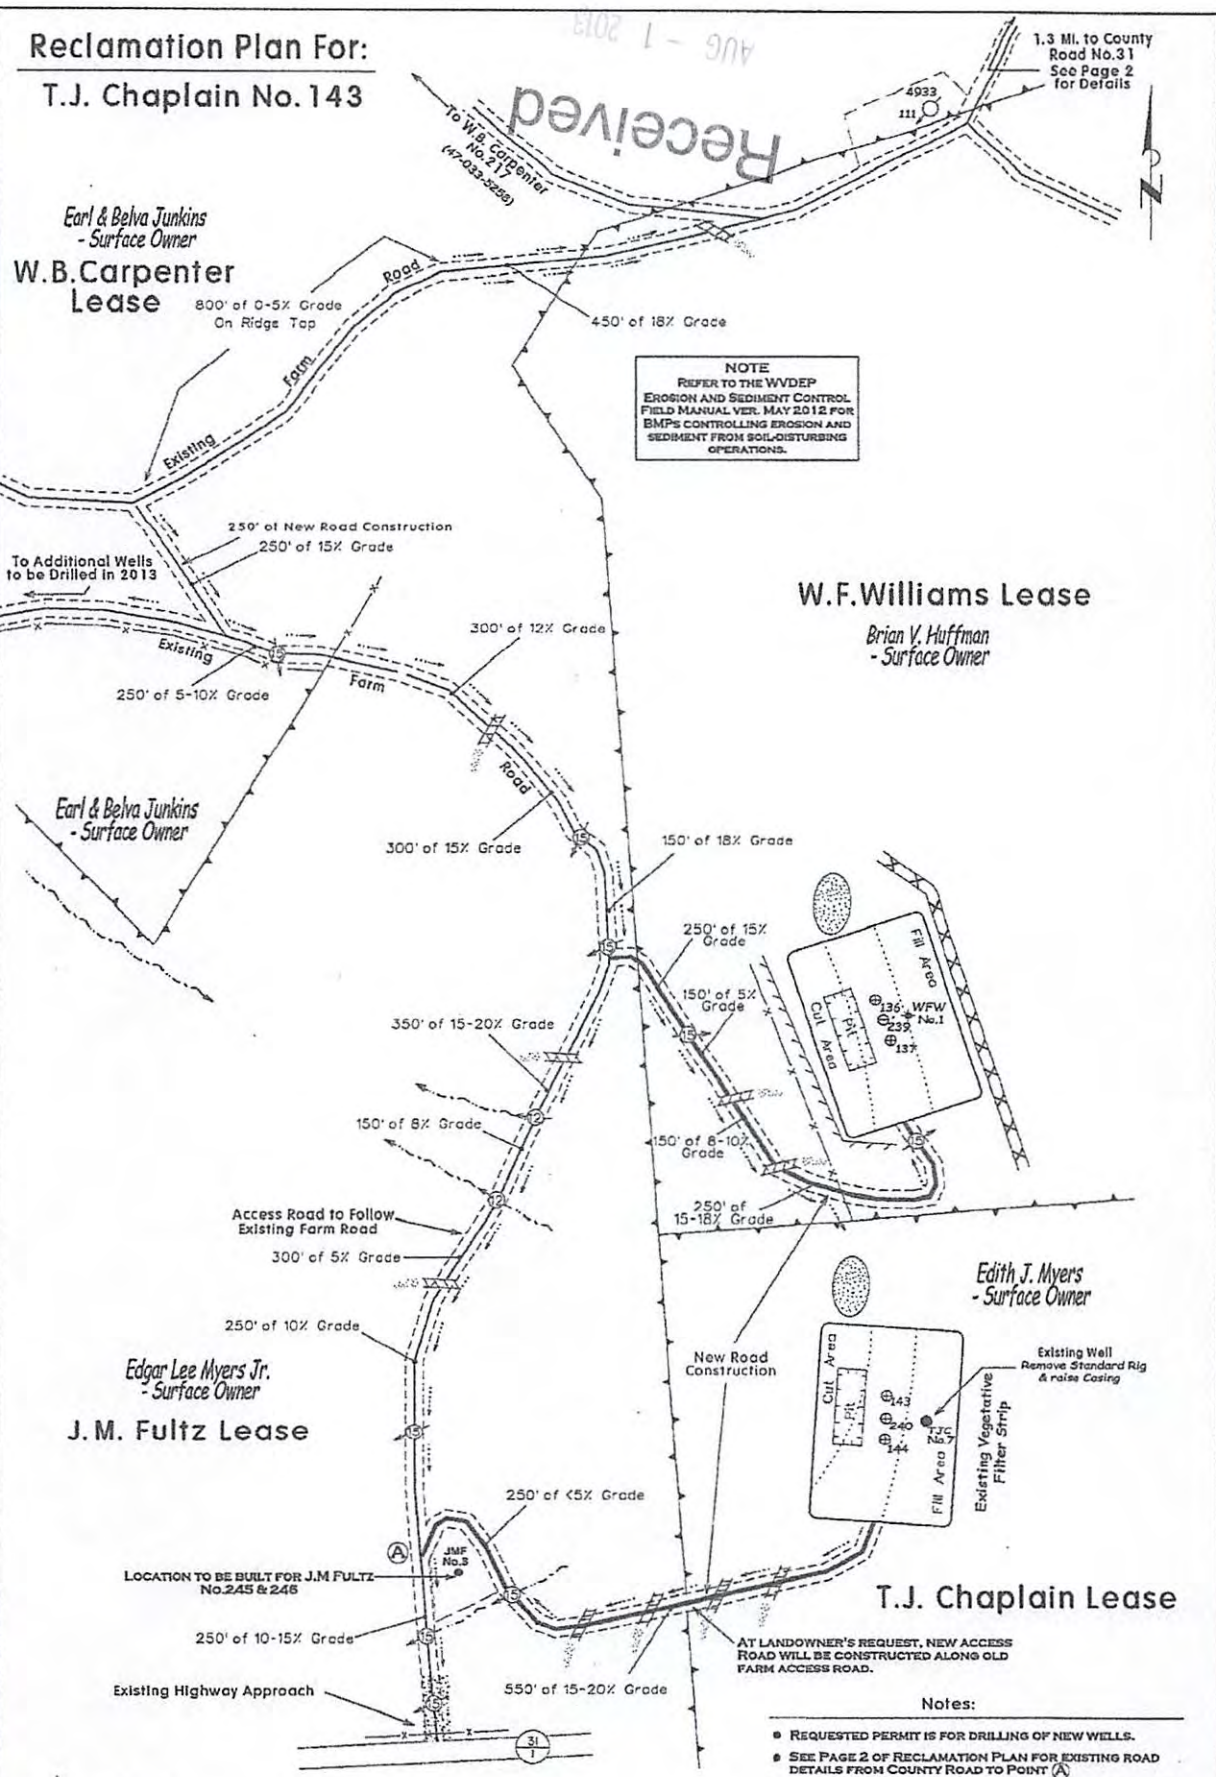 Reclamation Plan For:
T.J. Chaplain No. 143
AUG - 1 2013
Received
To W.B. Carpenter
No. 217
(47-033-5258)
4933
111
1.3 Mi. to County
Road No.31
See Page 2
for Details
N
Earl & Belva Junkins
- Surface Owner
W.B.Carpenter
Lease
800' of 0-5% Grade
On Ridge Top
Existing
Farm
Road
450' of 18% Grade
NOTE
REFER TO THE WVDEP
EROSION AND SEDIMENT CONTROL
FIELD MANUAL VER. MAY 2012 FOR
BMPS CONTROLLING EROSION AND
SEDIMENT FROM SOIL-DISTURBING
OPERATIONS.
250' of New Road Construction
250' of 15% Grade
To Additional Wells
to be Drilled in 2013
W.F.Williams Lease
Brian V. Huffman
- Surface Owner
300' of 12% Grade
Existing
15
Farm
250' of 5-10% Grade
Road
Earl & Belva Junkins
- Surface Owner
300' of 15% Grade
15
150' of 18% Grade
15
250' of 15%
Grade
150' of 5%
Grade
15
Fill Area
136
WFW
No.1
239
137
Pit
Cut Area
15
350' of 15-20% Grade
12
150' of 8% Grade
150' of 8-10%
Grade
12
250' of
15-18% Grade
Access Road to Follow
Existing Farm Road
300' of 5% Grade
250' of 10% Grade
Edith J. Myers
- Surface Owner
New Road
Construction
Existing Well
Remove Standard Rig
& raise Casing
Cut Area
Pit
143
240
144
TJC
No.7
Fill Area
Existing Vegetative
Filter Strip
Edgar Lee Myers Jr.
- Surface Owner
J.M. Fultz Lease
15
250' of <5% Grade
A
JMF
No.3
LOCATION TO BE BUILT FOR J.M FULTZ
No.245 & 246
15
T.J. Chaplain Lease
250' of 10-15% Grade
15
AT LANDOWNER'S REQUEST, NEW ACCESS
ROAD WILL BE CONSTRUCTED ALONG OLD
FARM ACCESS ROAD.
550' of 15-20% Grade
Existing Highway Approach
15
31
1
Notes:
• REQUESTED PERMIT IS FOR DRILLING OF NEW WELLS.
• SEE PAGE 2 OF RECLAMATION PLAN FOR EXISTING ROAD
DETAILS FROM COUNTY ROAD TO POINT A